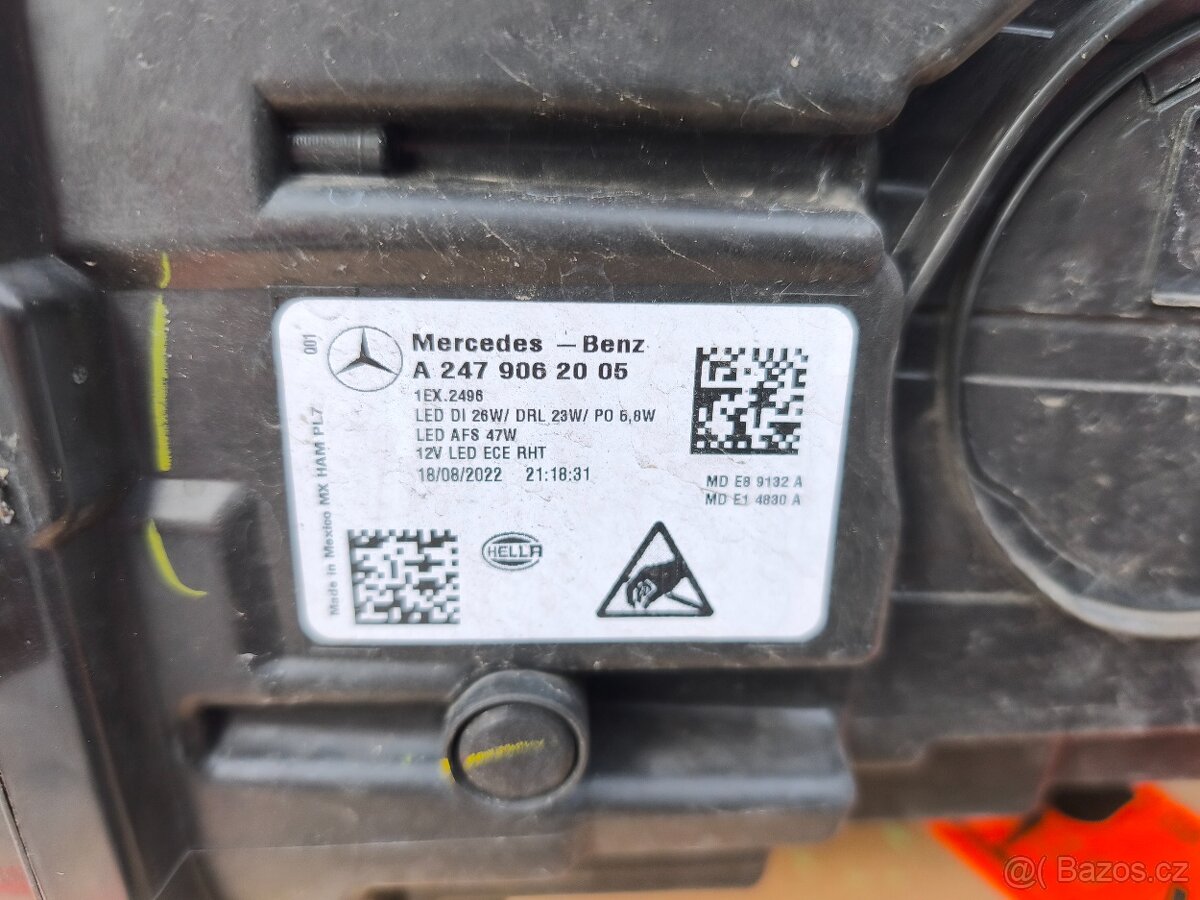 001
Mercedes – Benz
A 247 906 20 05
1EX.2496
LED DI 26W/ DRL 23W/ PO 6,8W
LED AFS 47W
12V LED ECE RHT
18/08/2022 21:18:31
MD E8 9132 A
MD E1 4830 A
Made in Mexico MX HAM PL7
HELLA
@( Bazos.cz